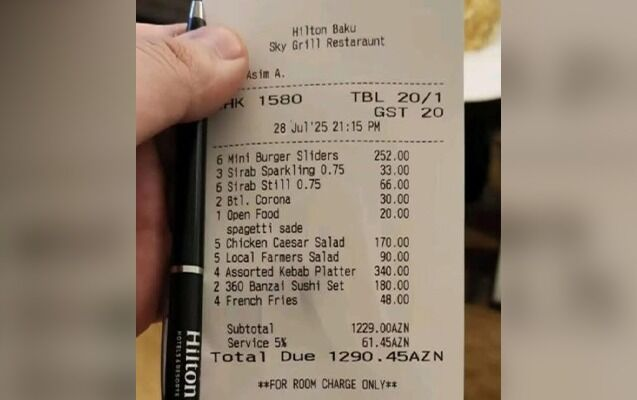 Hilton Baku
Sky Grill Restaraunt
Asim A.
CHK 1580 TBL 20/1
GST 20
28 Jul'25 21:15 PM
6 Mini Burger Sliders 252.00
3 Sirab Sparkling 0.75 33.00
6 Sirab Still 0.75 66.00
2 Btl. Corona 30.00
1 Open Food 20.00
spagetti sade
5 Chicken Caesar Salad 170.00
5 Local Farmers Salad 90.00
4 Assorted Kebab Platter 340.00
2 360 Banzai Sushi Set 180.00
4 French Fries 48.00
Subtotal 1229.00AZN
Service 5% 61.45AZN
Total Due 1290.45AZN
**FOR ROOM CHARGE ONLY**
Hilton
Hilton
HOTELS & RESORTS